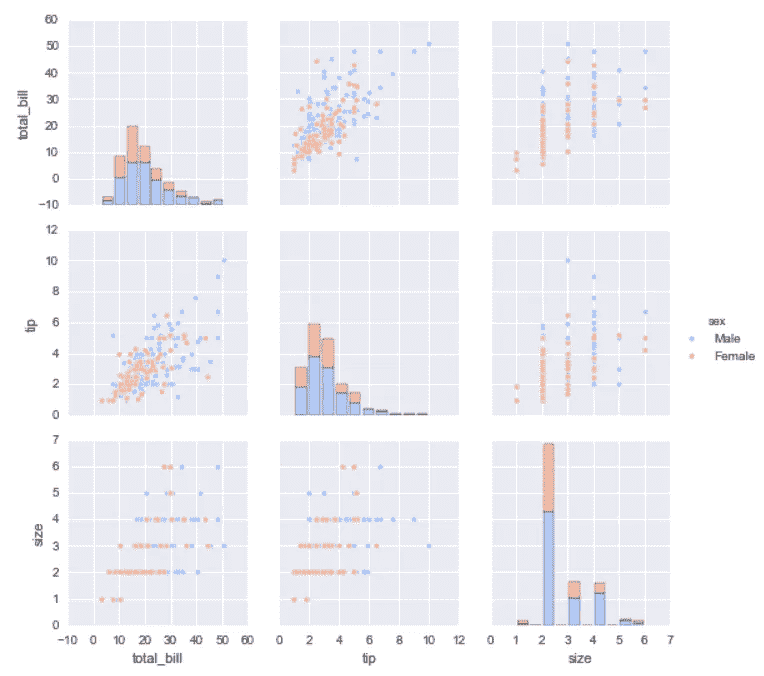 60
50
40
30
20
10
0
−10
total_bill
12
10
8
6
4
2
0
tip
sex
Male
Female
7
6
5
4
3
2
1
0
size
−10 0 10 20 30 40 50 60
0 2 4 6 8 10 12
0 1 2 3 4 5 6 7
total_bill
tip
size